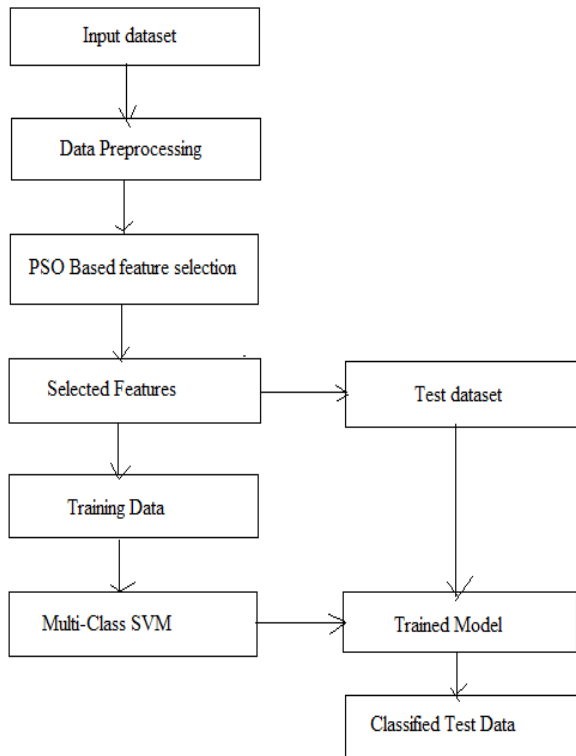 Input dataset
Data Preprocessing
PSO Based feature selection
Selected Features
Test dataset
Training Data
Multi-Class SVM
Trained Model
Classified Test Data